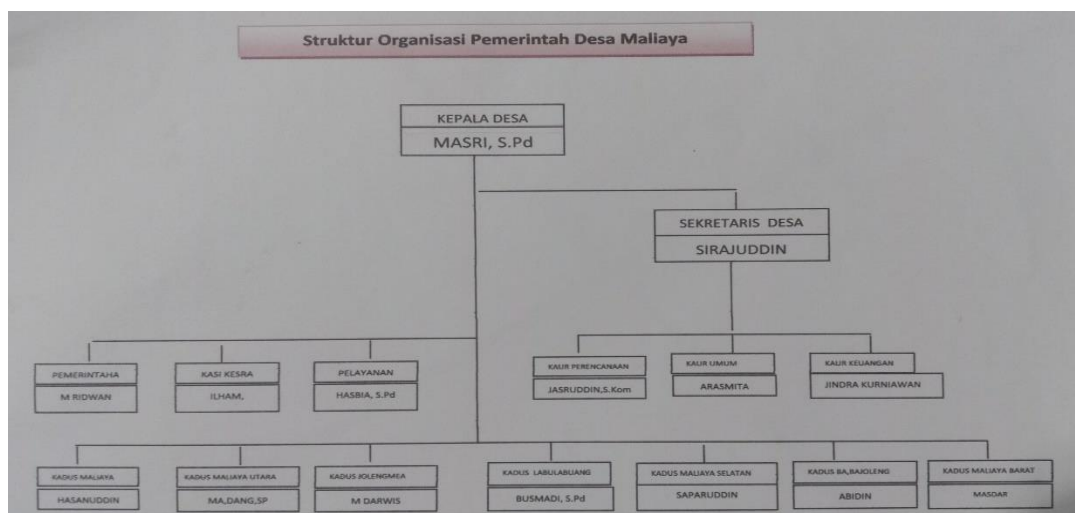 Struktur Organisasi Pemerintah Desa Maliaya
KEPALA DESA
MASRI, S.Pd
SEKRETARIS DESA
SIRAJUDDIN
PEMERINTAHA
M RIDWAN
KASI KESRA
ILHAM,
PELAYANAN
HASBIA, S.Pd
KAUR PERENCANAAN
JASRUDDIN,S.Kom
KAUR UMUM
ARASMITA
KAUR KEUANGAN
JINDRA KURNIAWAN
KADUS MALIAYA
HASANUDDIN
KADUS MALIAYA UTARA
MA,DANG,SP
KADUS JOLENGMEA
M DARWIS
KADUS LABULABUANG
BUSMADI, S.Pd
KADUS MALIAYA SELATAN
SAPARUDDIN
KADUS BA,BAJOLENG
ABIDIN
KADUS MALIAYA BARAT
MASDAR